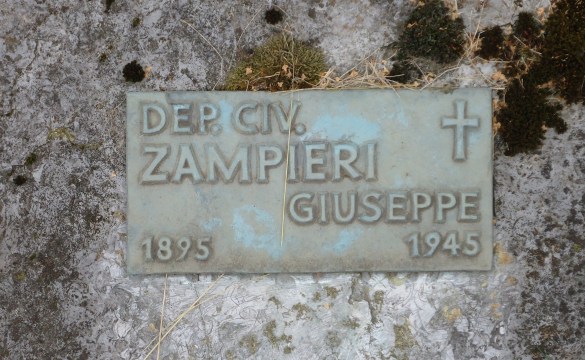 DEP. CIV.
ZAMPIERI
GIUSEPPE
1895 1945